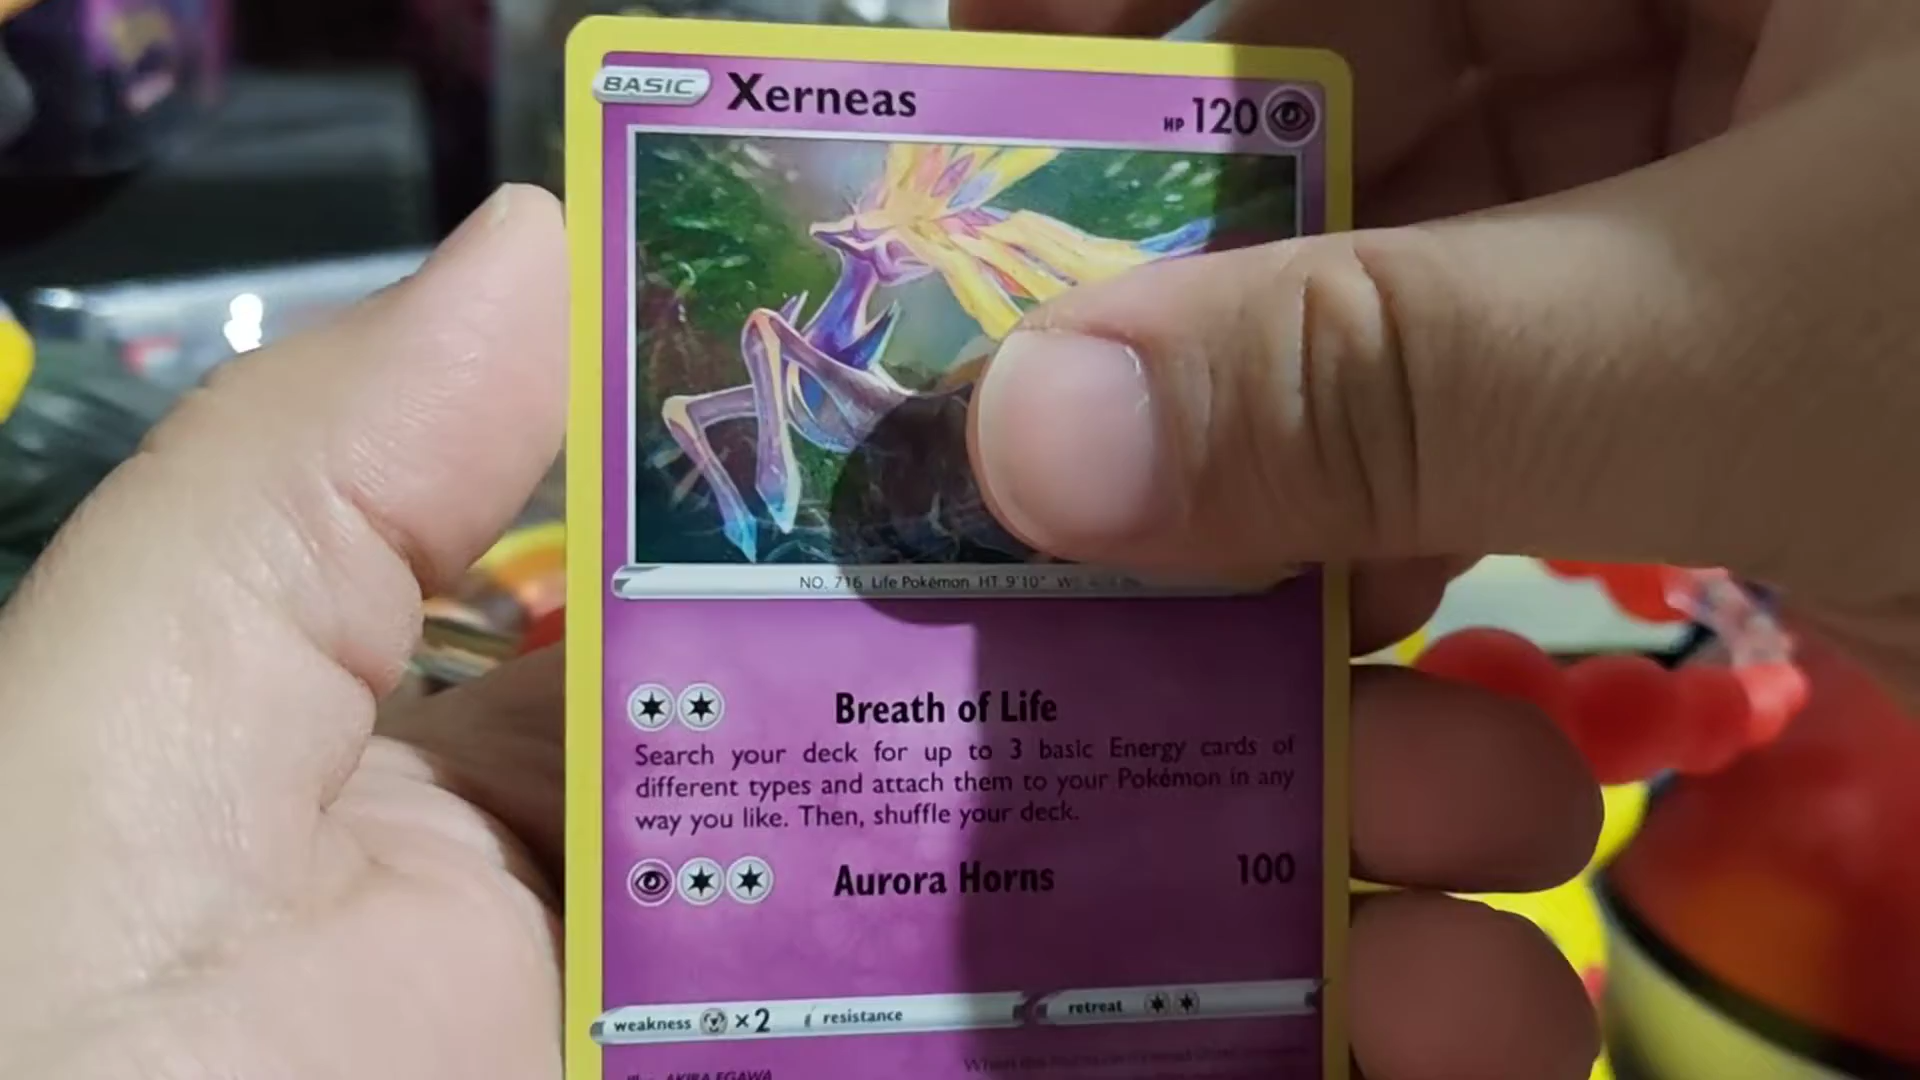 BASIC Xerneas HP 120
NO. 716 Life Pokémon HT. 9'10"
Breath of Life
Search your deck for up to 3 basic Energy cards of
different types and attach them to your Pokémon in any
way you like. Then, shuffle your deck.
Aurora Horns 100
weakness ×2 resistance retreat
Illus. AKIRA EGAWA